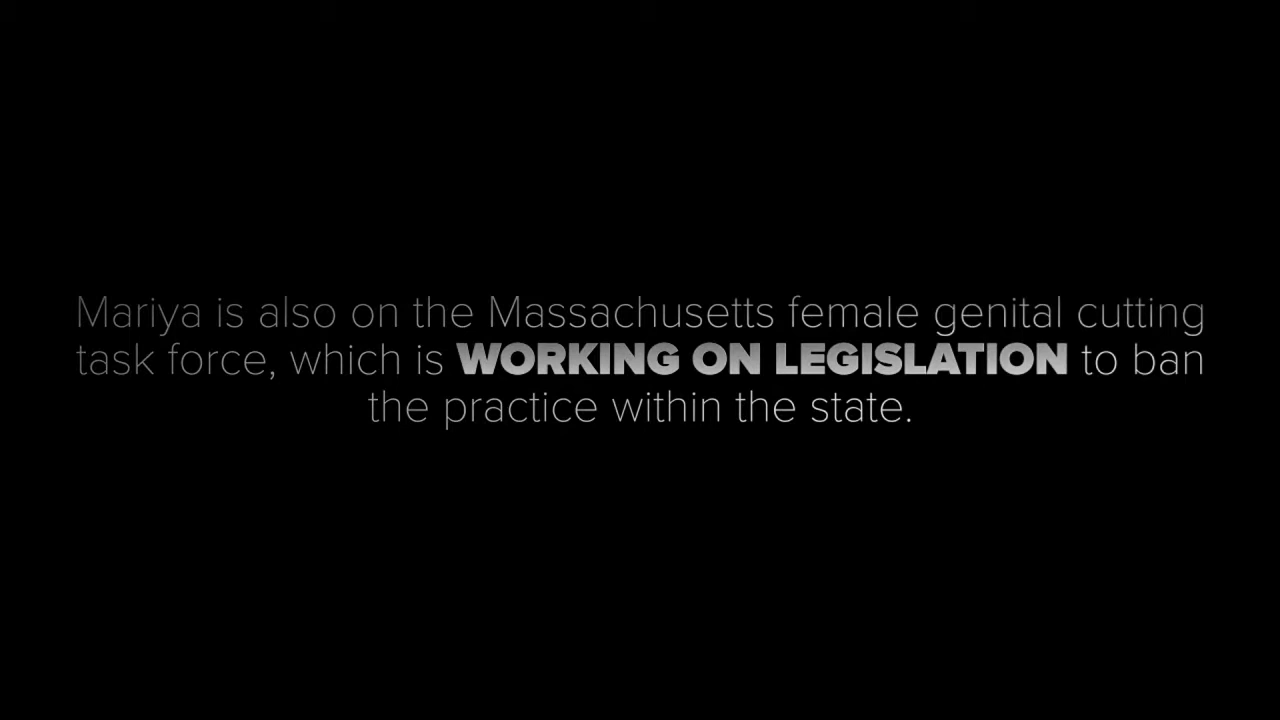 Mariya is also on the Massachusetts female genital cutting
task force, which is WORKING ON LEGISLATION to ban
the practice within the state.